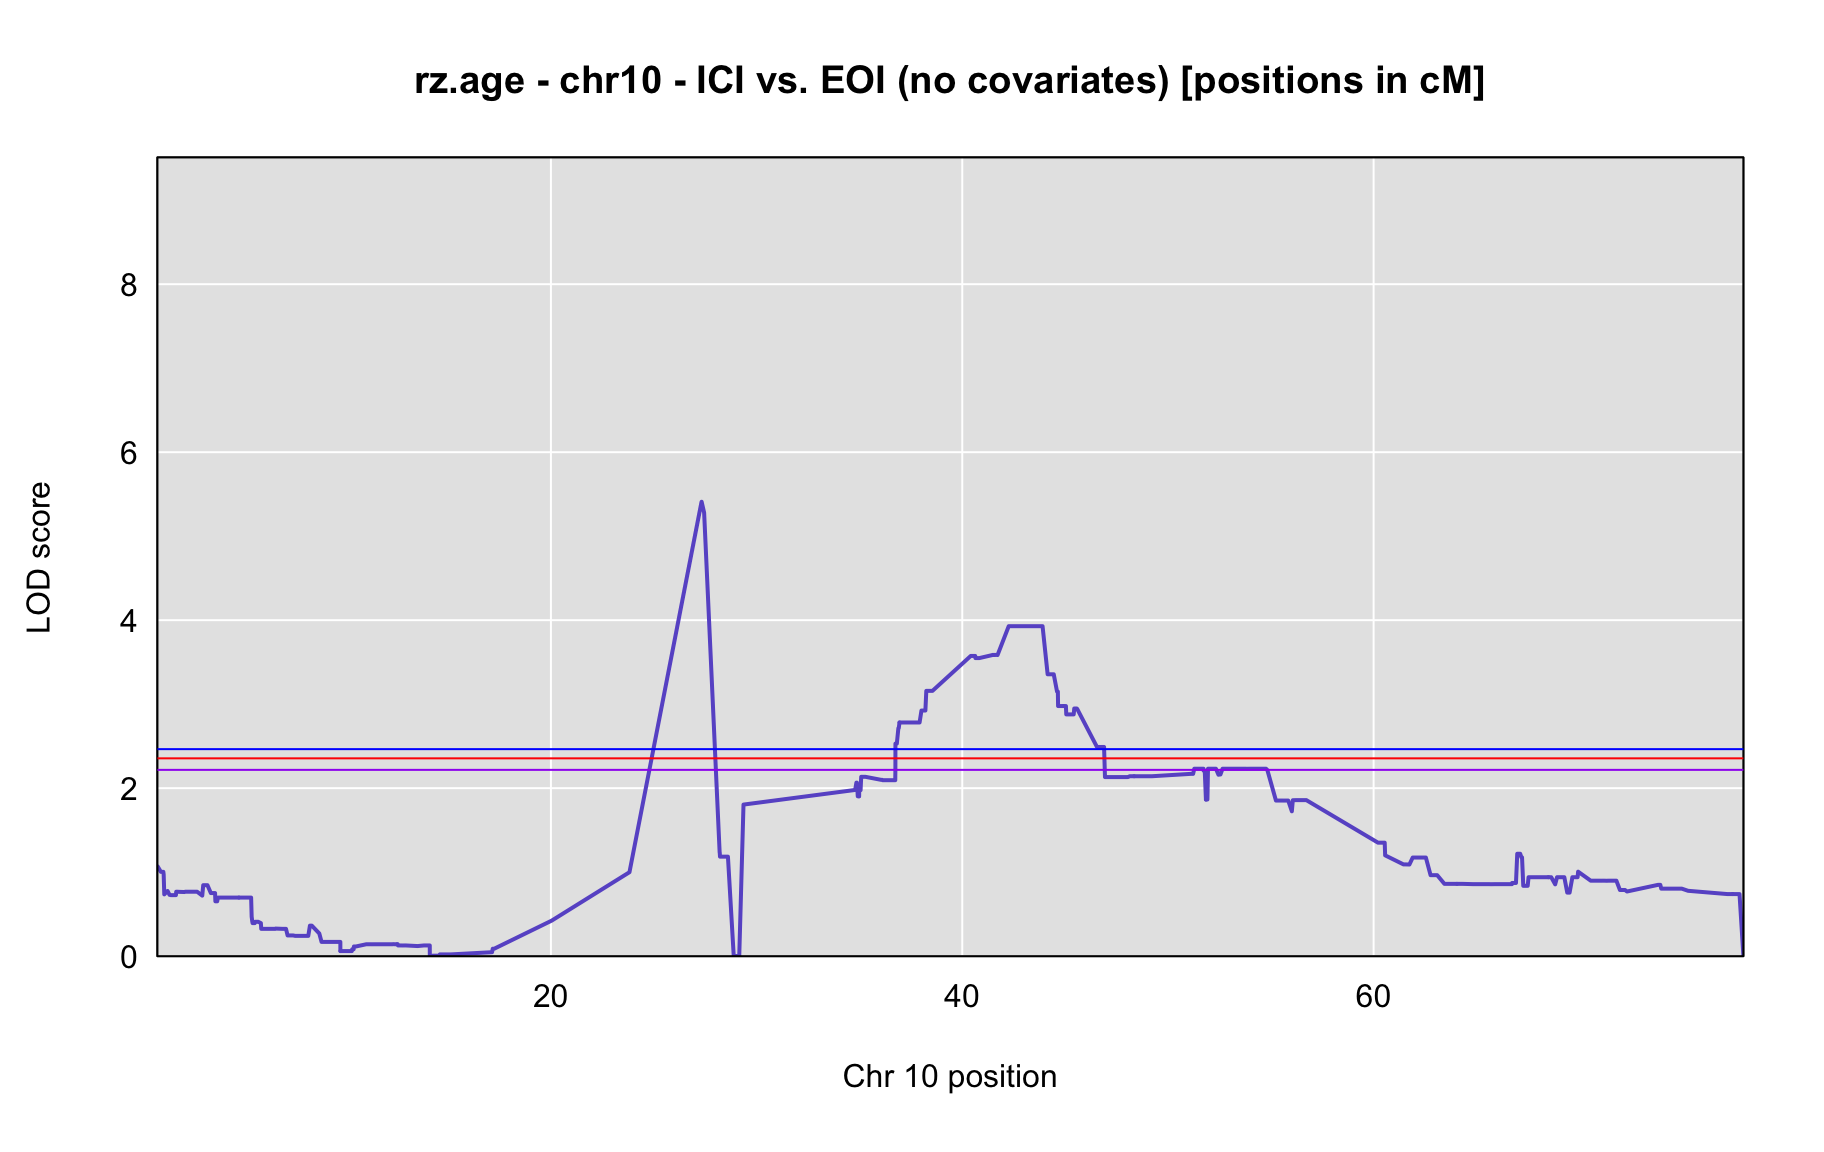 rz.age - chr10 - ICI vs. EOI (no covariates) [positions in cM]
LOD score
8
6
4
2
0
20 40 60
Chr 10 position